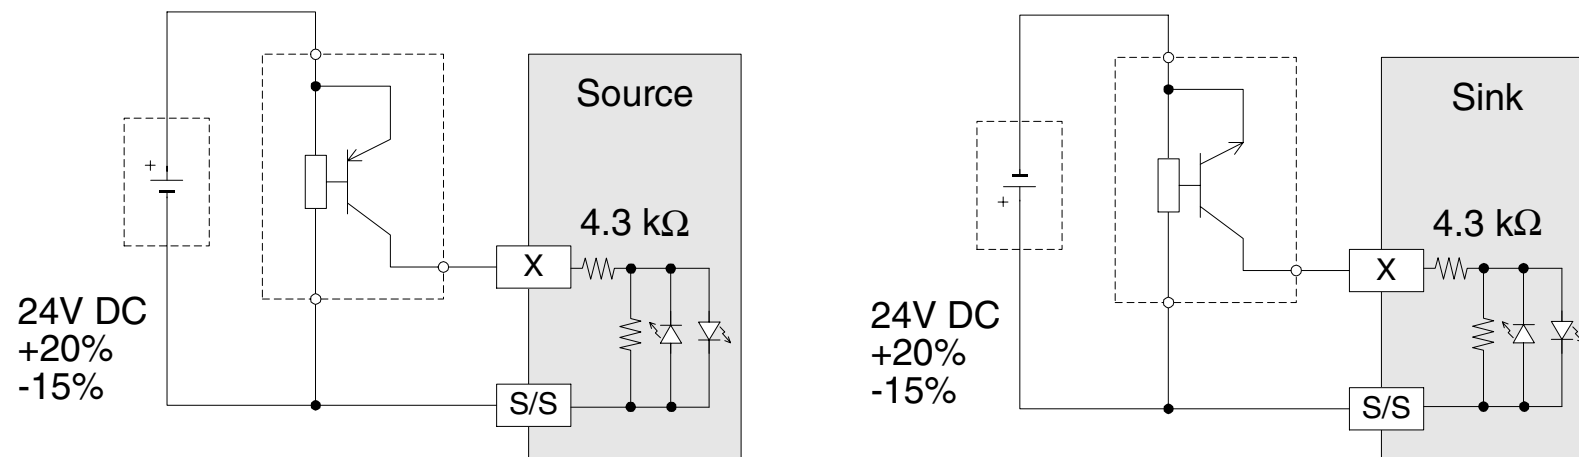 Source
+
4.3 kΩ
X
24V DC
+20%
-15%
S/S
Sink
+
4.3 kΩ
X
24V DC
+20%
-15%
S/S